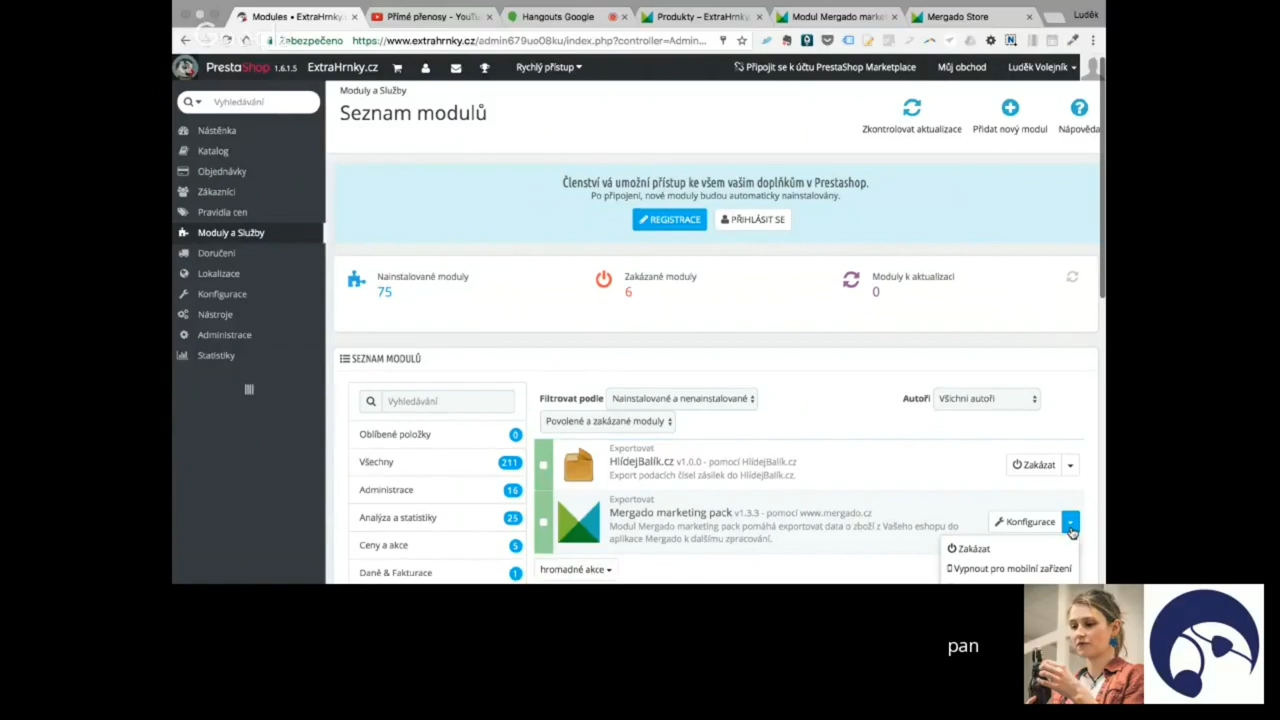 Modules • ExtraHrnky.cz
Přímé přenosy - YouTu
Hangouts Google
Produkty – ExtraHrnky.
Modul Mergado market
Mergado Store
Luděk
Zabezpečeno https://www.extrahrnky.cz/admin679uo08ku/index.php?controller=Admin...
PrestaShop 1.6.1.5 ExtraHrnky.cz Rychlý přístup Připojit se k účtu PrestaShop Marketplace Můj obchod Luděk Volejník
Vyhledávání
Nástěnka
Katalog
Objednávky
Zákazníci
Pravidla cen
Moduly a Služby
Doručení
Lokalizace
Konfigurace
Nástroje
Administrace
Statistiky
Moduly a Služby
Seznam modulů
Zkontrolovat aktualizace Přidat nový modul Nápověda
Členství vá umožní přístup ke všem vašim doplňkům v Prestashop.
Po připojení, nové moduly budou automaticky nainstalovány.
REGISTRACE PŘIHLÁSIT SE
Nainstalované moduly
75
Zakázané moduly
6
Moduly k aktualizaci
0
SEZNAM MODULŮ
Vyhledávání
Oblíbené položky 0
Všechny 211
Administrace 16
Analýza a statistiky 25
Ceny a akce 5
Daně & Fakturace 1
Filtrovat podle Nainstalované a nenainstalované Autoři Všichni autoři
Povolené a zakázané moduly
Exportovat
HlídejBalík.cz v1.0.0 - pomocí HlídejBalík.cz
Export podacích čísel zásilek do HlídejBalík.cz.
Zakázat
Exportovat
Mergado marketing pack v1.3.3 - pomocí www.mergado.cz
Modul Mergado marketing pack pomáhá exportovat data o zboží z Vašeho eshopu do
aplikace Mergado k dalšímu zpracování.
Konfigurace
Zakázat
Vypnout pro mobilní zařízení
hromadné akce
pan